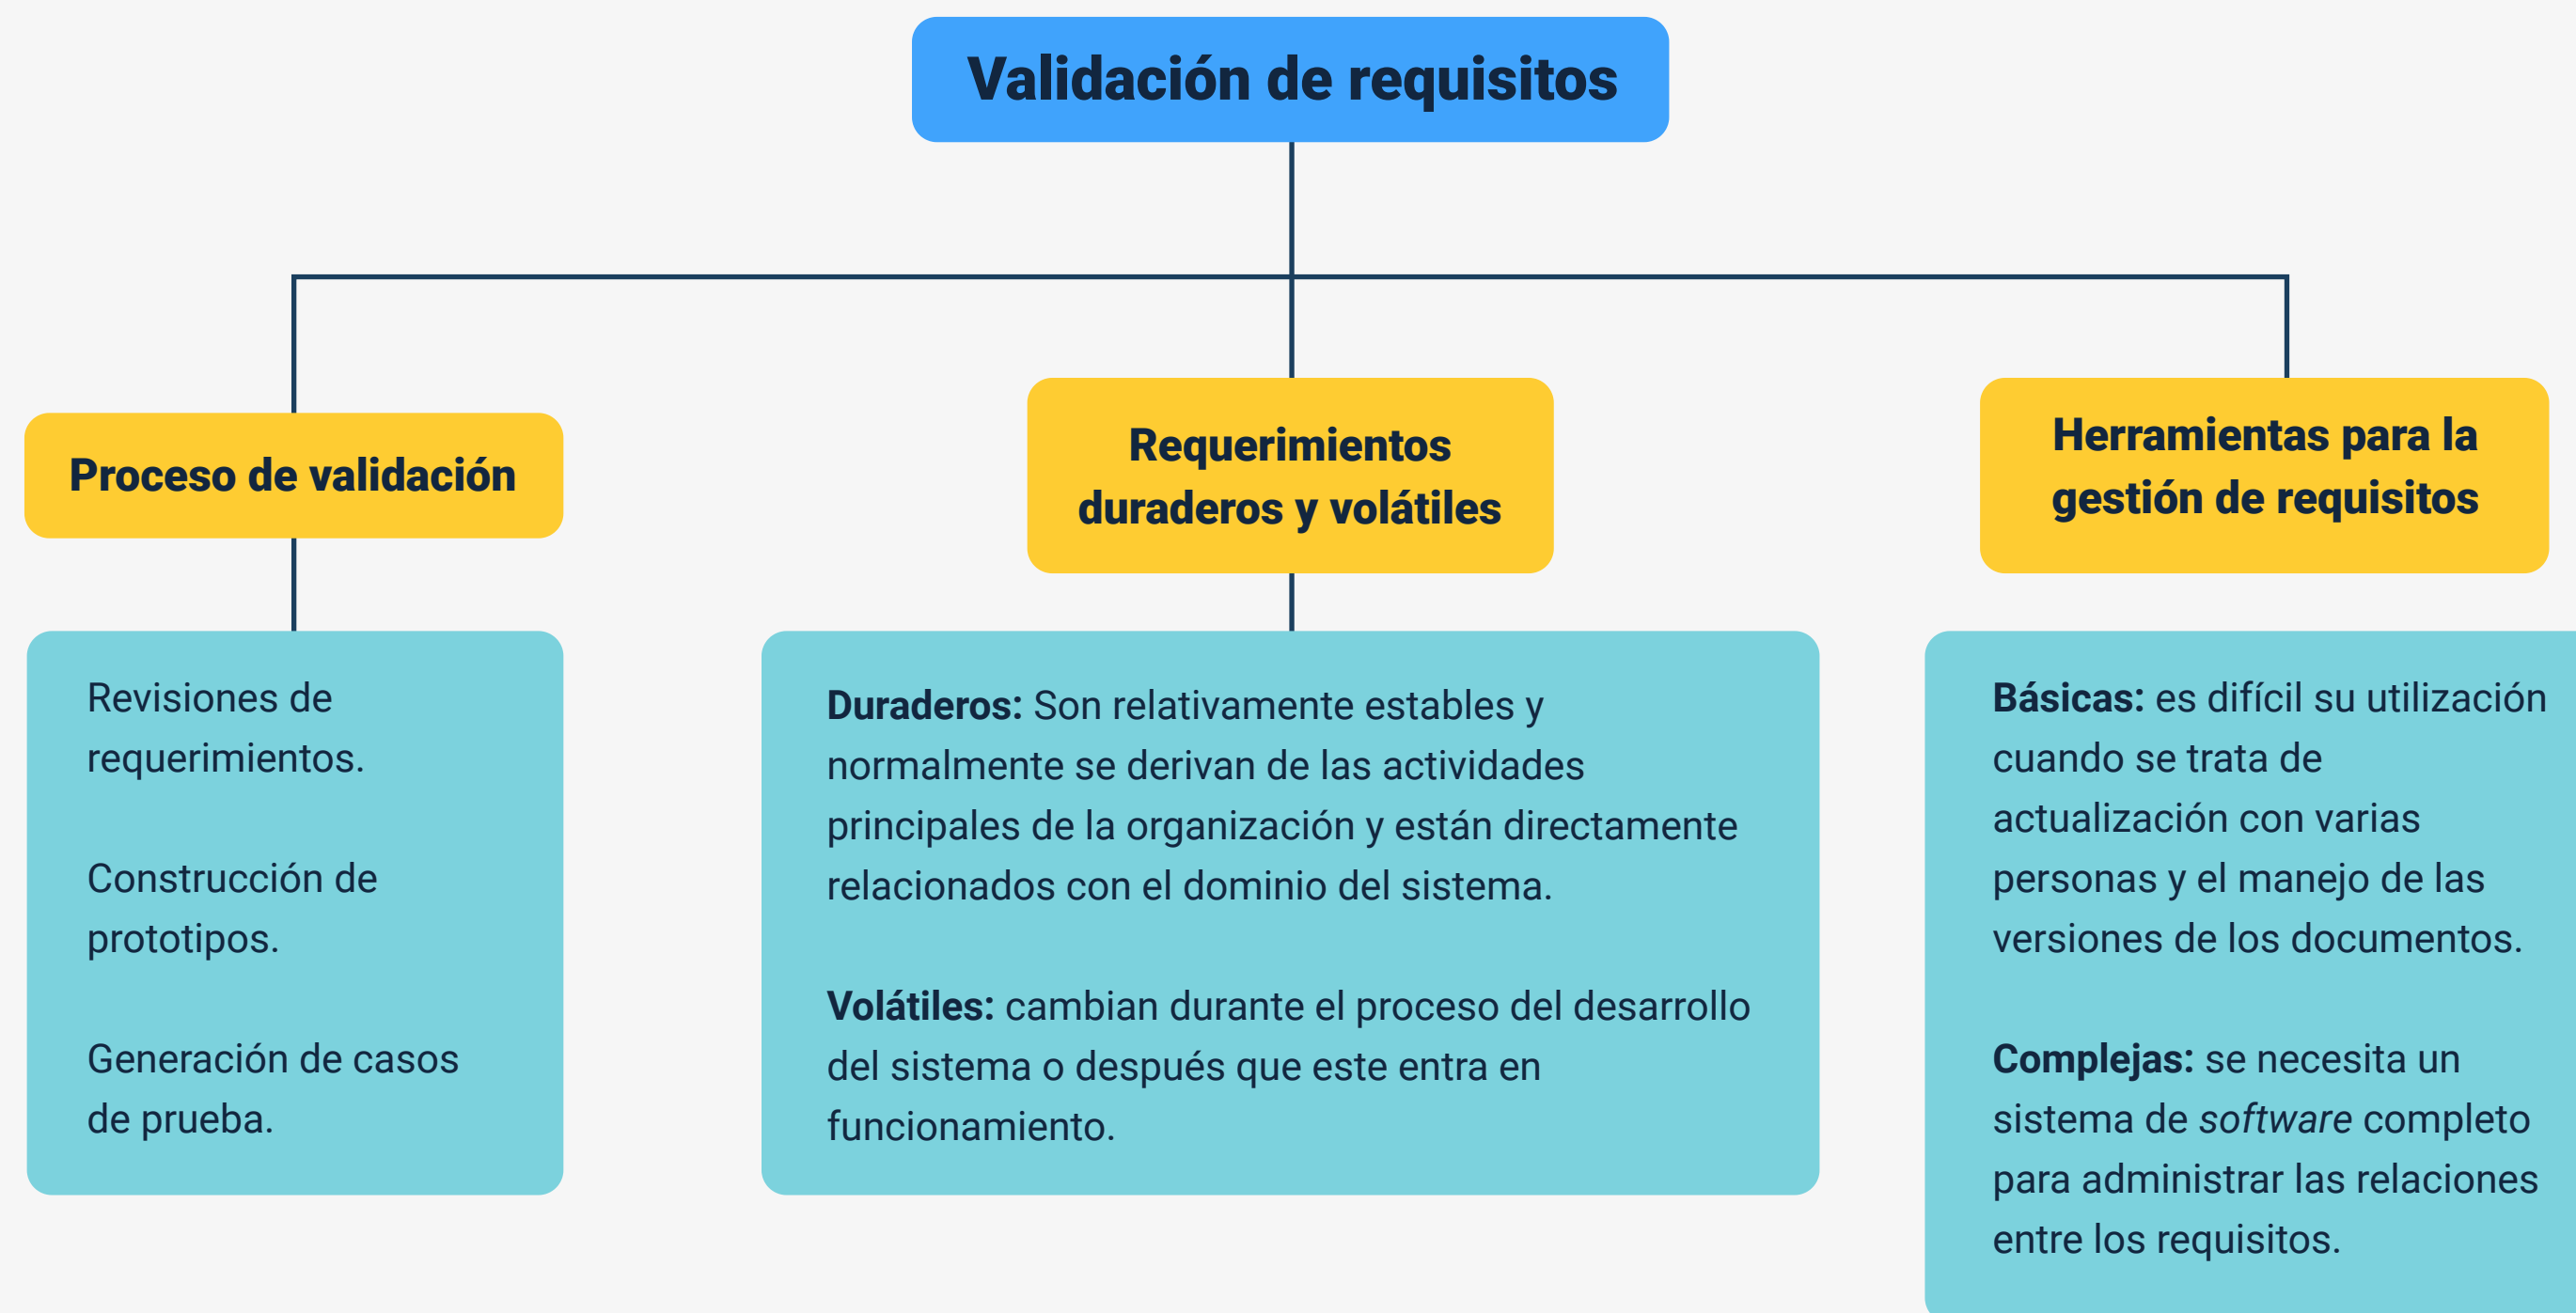 Validación de requisitos
Proceso de validación
Requerimientos
duraderos y volátiles
Herramientas para la
gestión de requisitos
Revisiones de
requerimientos.
Construcción de
prototipos.
Generación de casos
de prueba.
Duraderos: Son relativamente estables y
normalmente se derivan de las actividades
principales de la organización y están directamente
relacionados con el dominio del sistema.
Volátiles: cambian durante el proceso del desarrollo
del sistema o después que este entra en
funcionamiento.
Básicas: es difícil su utilización
cuando se trata de
actualización con varias
personas y el manejo de las
versiones de los documentos.
Complejas: se necesita un
sistema de software completo
para administrar las relaciones
entre los requisitos.